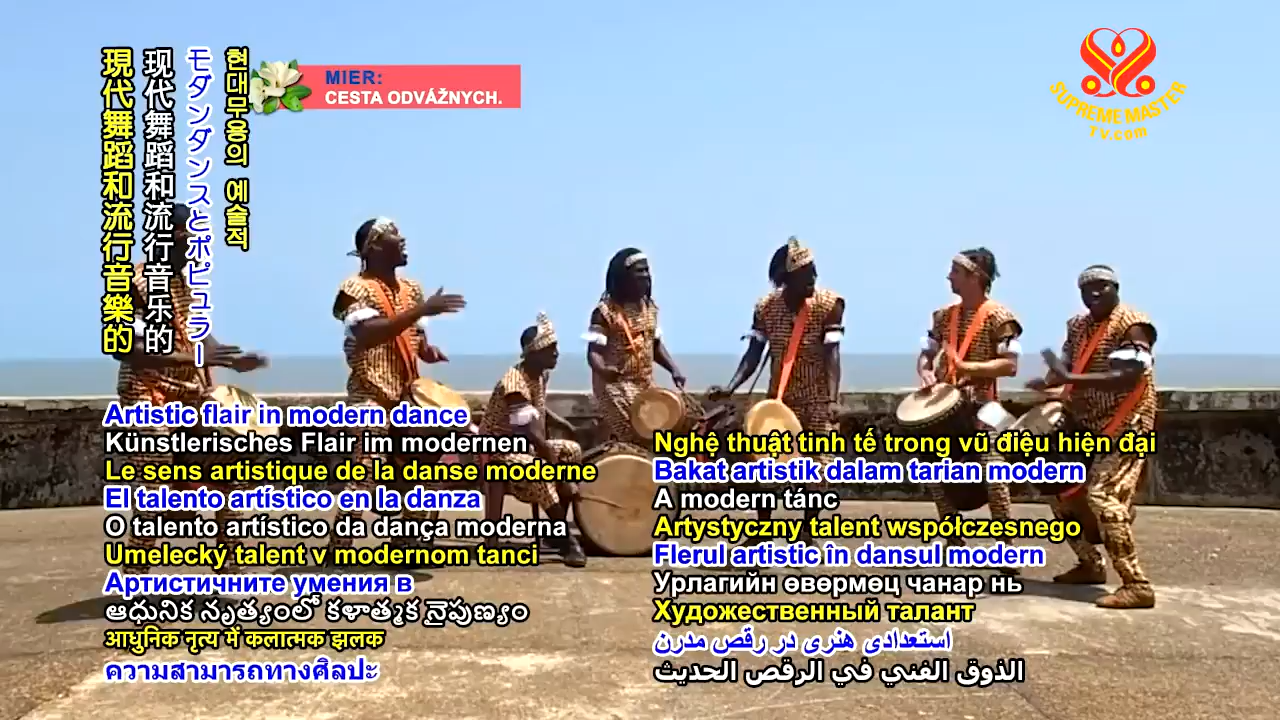 現代舞蹈和流行音樂的
现代舞蹈和流行音乐的
モダンダンスとポピュラー
현대무용의 예술적
MIER:
CESTA ODVÁŽNYCH.
SUPREME MASTER
TV.com
Artistic flair in modern dance
Künstlerisches Flair im modernen
Le sens artistique de la danse moderne
El talento artístico en la danza
O talento artístico da dança moderna
Umelecký talent v modernom tanci
Артистичните умения в
ఆధునిక నృత్యంలో కళాత్మక నైపుణ్యం
आधुनिक नृत्य में कलात्मक झलक
ความสามารถทางศิลปะ
Nghệ thuật tinh tế trong vũ điệu hiện đại
Bakat artistik dalam tarian modern
A modern tánc
Artystyczny talent współczesnego
Flerul artistic în dansul modern
Урлагийн өвөрмөц чанар нь
Художественный талант
استعدادی هنری در رقص مدرن
الذوق الفني في الرقص الحديث